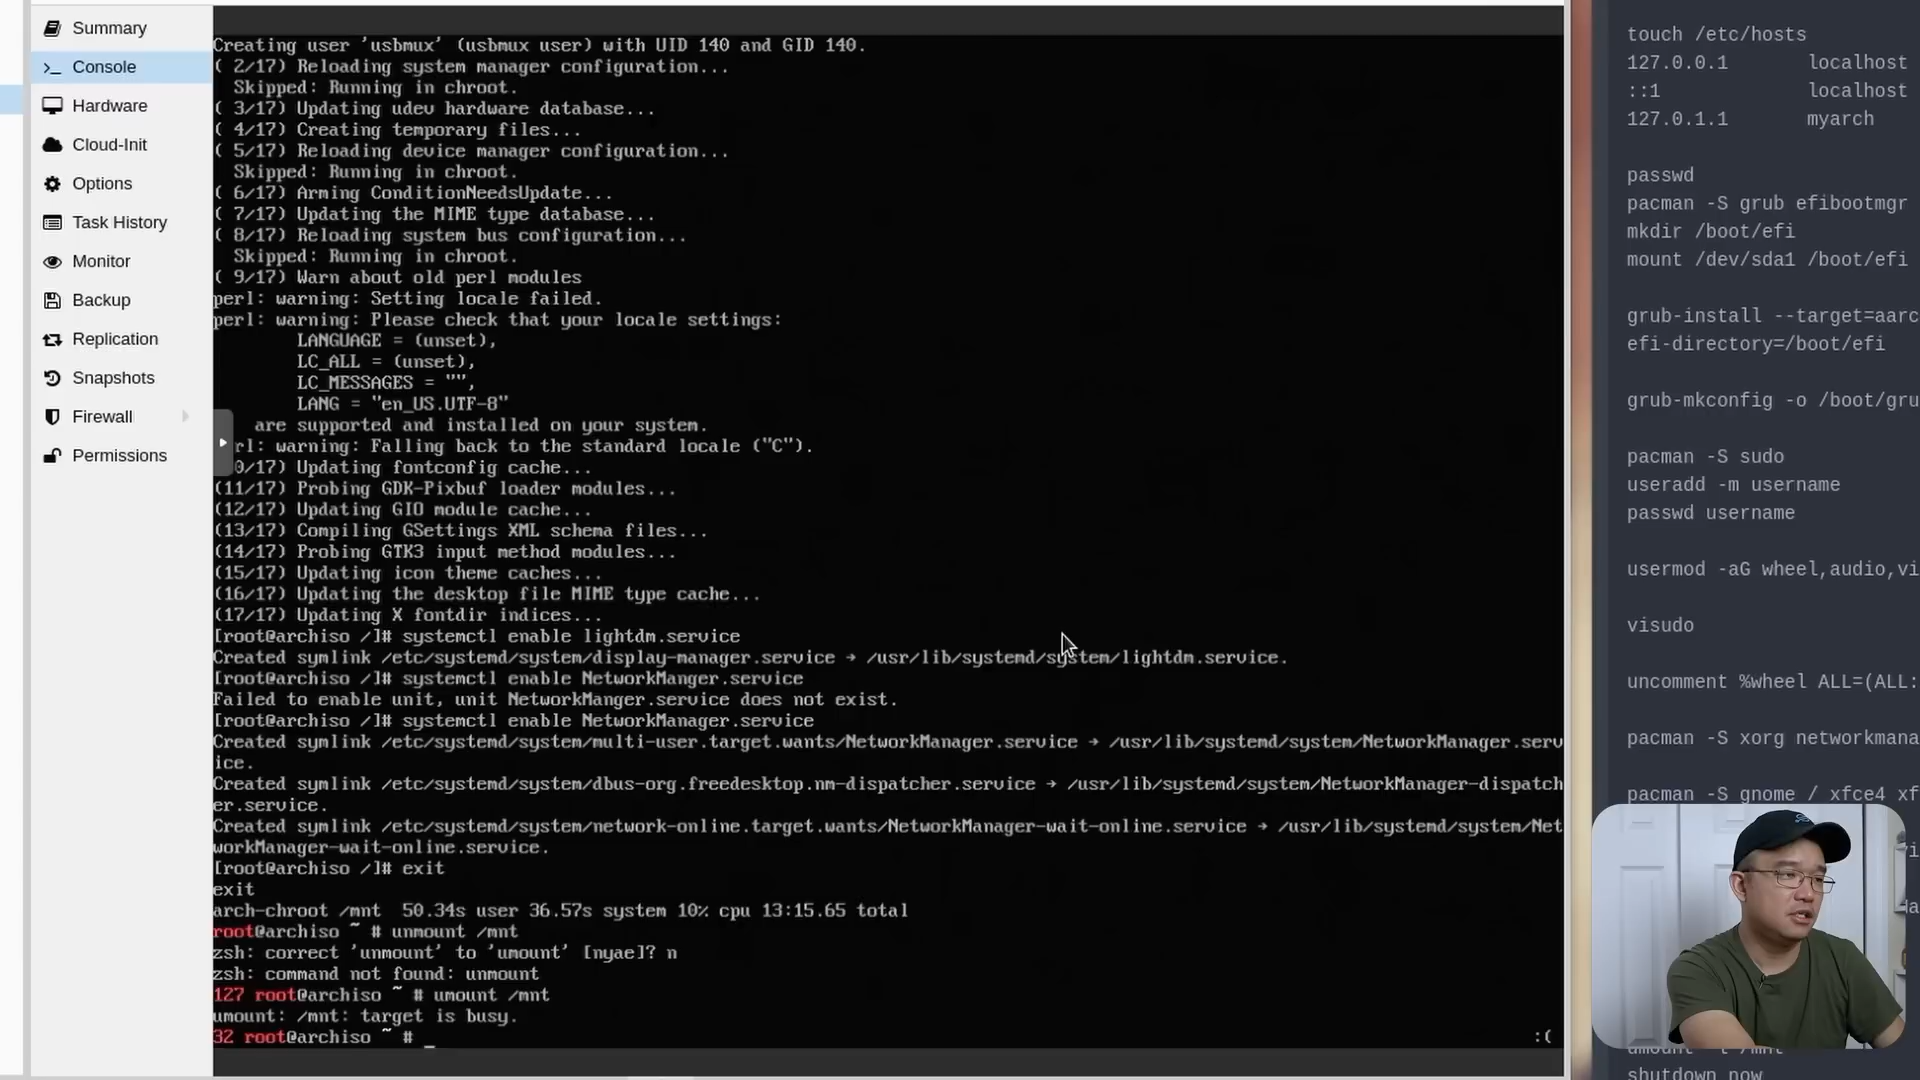 Summary
Console
Hardware
Cloud-Init
Options
Task History
Monitor
Backup
Replication
Snapshots
Firewall
Permissions
Creating user 'usbmux' (usbmux user) with UID 140 and GID 140.
( 2/17) Reloading system manager configuration...
Skipped: Running in chroot.
( 3/17) Updating udev hardware database...
( 4/17) Creating temporary files...
( 5/17) Reloading device manager configuration...
Skipped: Running in chroot.
( 6/17) Arming ConditionNeedsUpdate...
( 7/17) Updating the MIME type database...
( 8/17) Reloading system bus configuration...
Skipped: Running in chroot.
( 9/17) Warn about old perl modules
perl: warning: Setting locale failed.
perl: warning: Please check that your locale settings:
LANGUAGE = (unset),
LC_ALL = (unset),
LC_MESSAGES = "",
LANG = "en_US.UTF-8"
are supported and installed on your system.
rl: warning: Falling back to the standard locale ("C").
0/17) Updating fontconfig cache...
(11/17) Probing GDK-Pixbuf loader modules...
(12/17) Updating GIO module cache...
(13/17) Compiling GSettings XML schema files...
(14/17) Probing GTK3 input method modules...
(15/17) Updating icon theme caches...
(16/17) Updating the desktop file MIME type cache...
(17/17) Updating X fontdir indices...
[root@archiso /]# systemctl enable lightdm.service
Created symlink /etc/systemd/system/display-manager.service → /usr/lib/systemd/system/lightdm.service.
[root@archiso /]# systemctl enable NetworkManger.service
Failed to enable unit, unit NetworkManger.service does not exist.
[root@archiso /]# systemctl enable NetworkManager.service
Created symlink /etc/systemd/system/multi-user.target.wants/NetworkManager.service → /usr/lib/systemd/system/NetworkManager.serv
ice.
Created symlink /etc/systemd/system/dbus-org.freedesktop.nm-dispatcher.service → /usr/lib/systemd/system/NetworkManager-dispatch
er.service.
Created symlink /etc/systemd/system/network-online.target.wants/NetworkManager-wait-online.service → /usr/lib/systemd/system/Net
workManager-wait-online.service.
[root@archiso /]# exit
exit
arch-chroot /mnt  50.34s user 36.57s system 10% cpu 13:15.65 total
root@archiso ~ # unmount /mnt
zsh: correct 'unmount' to 'umount' [nyae]? n
zsh: command not found: unmount
127 root@archiso ~ # umount /mnt
umount: /mnt: target is busy.
32 root@archiso ~ # _ :(
touch /etc/hosts
127.0.0.1 localhost
::1 localhost
127.0.1.1 myarch
passwd
pacman -S grub efibootmgr
mkdir /boot/efi
mount /dev/sda1 /boot/efi
grub-install --target=aarc
efi-directory=/boot/efi
grub-mkconfig -o /boot/gru
pacman -S sudo
useradd -m username
passwd username
usermod -aG wheel,audio,vi
visudo
uncomment %wheel ALL=(ALL:
pacman -S xorg networkmana
pacman -S gnome / xfce4 xf
shutdown now